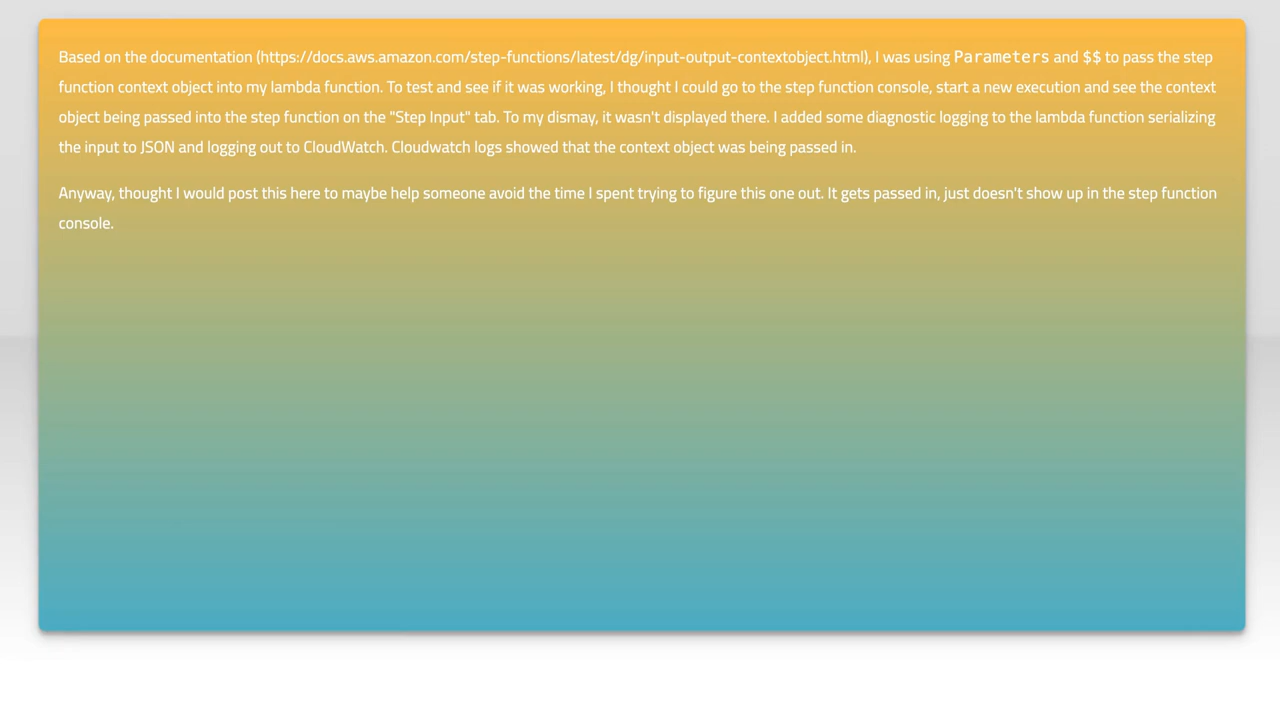 Based on the documentation (https://docs.aws.amazon.com/step-functions/latest/dg/input-output-contextobject.html), I was using Parameters and $$ to pass the step
function context object into my lambda function. To test and see if it was working, I thought I could go to the step function console, start a new execution and see the context
object being passed into the step function on the "Step Input" tab. To my dismay, it wasn't displayed there. I added some diagnostic logging to the lambda function serializing
the input to JSON and logging out to CloudWatch. Cloudwatch logs showed that the context object was being passed in.
Anyway, thought I would post this here to maybe help someone avoid the time I spent trying to figure this one out. It gets passed in, just doesn't show up in the step function
console.